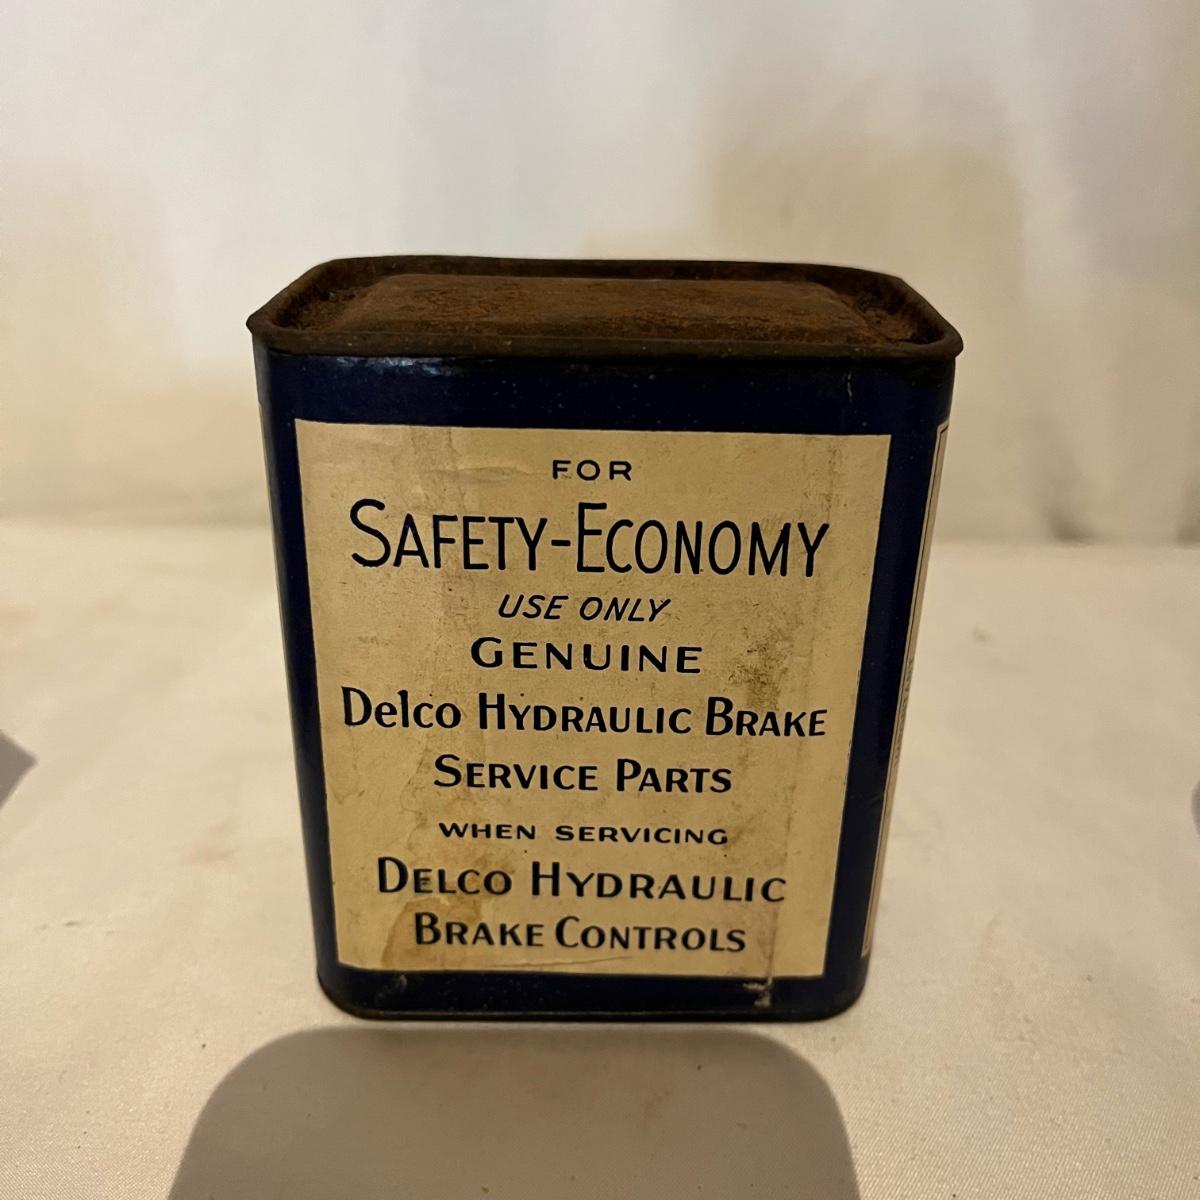 FOR
SAFETY-ECONOMY
USE ONLY
GENUINE
Delco HYDRAULIC BRAKE
SERVICE PARTS
WHEN SERVICING
DELCO HYDRAULIC
BRAKE CONTROLS